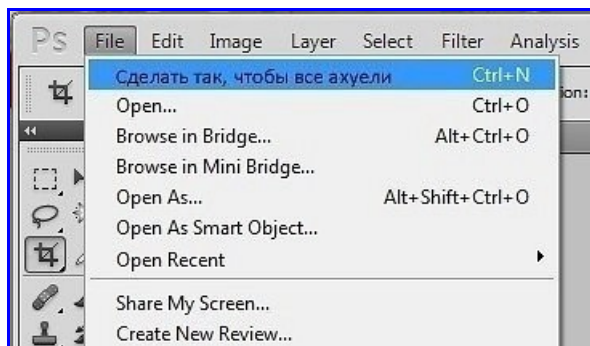 Ps File Edit Image Layer Select Filter Analysis
Сделать так, чтобы все ахуели Ctrl+N
ion:
Open... Ctrl+O
Browse in Bridge... Alt+Ctrl+O
Browse in Mini Bridge...
Open As... Alt+Shift+Ctrl+O
Open As Smart Object...
Open Recent
Share My Screen...
Create New Review...